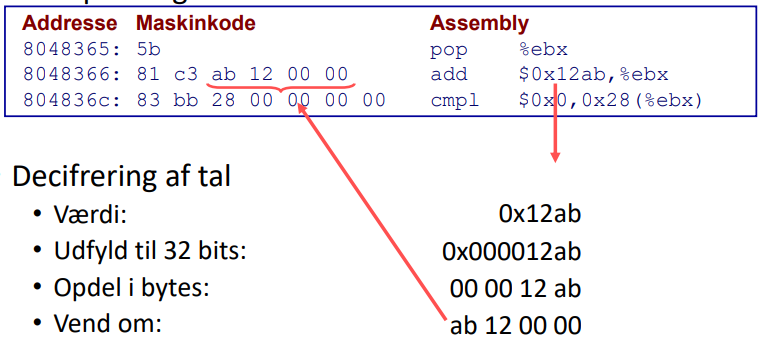 Addresse Maskinkode Assembly
8048365: 5b pop %ebx
8048366: 81 c3 ab 12 00 00 add $0x12ab,%ebx
804836c: 83 bb 28 00 00 00 00 cmpl $0x0,0x28(%ebx)
Decifrering af tal
• Værdi: 0x12ab
• Udfyld til 32 bits: 0x000012ab
• Opdel i bytes: 00 00 12 ab
• Vend om: ab 12 00 00